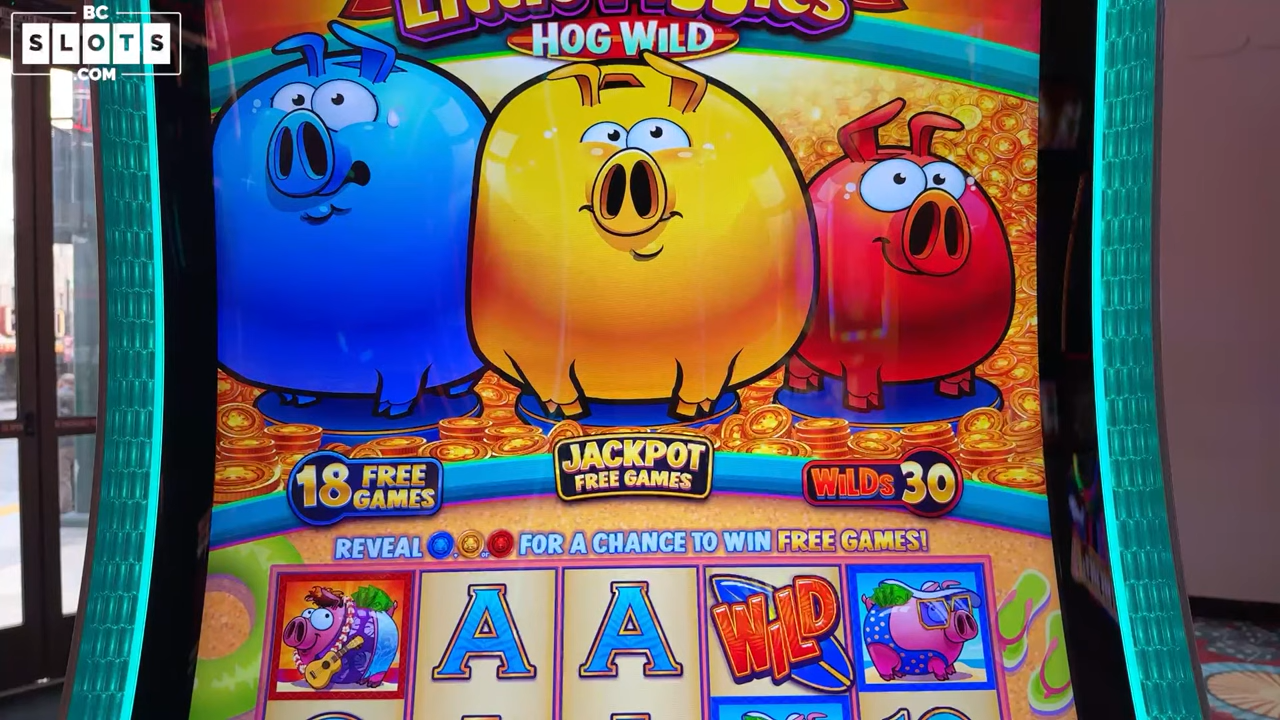 BC
SLOTS
.COM
HOG WILD
18 FREE
GAMES
JACKPOT
FREE GAMES
WILDS 30
REVEAL , or FOR A CHANCE TO WIN FREE GAMES!
A A WILD